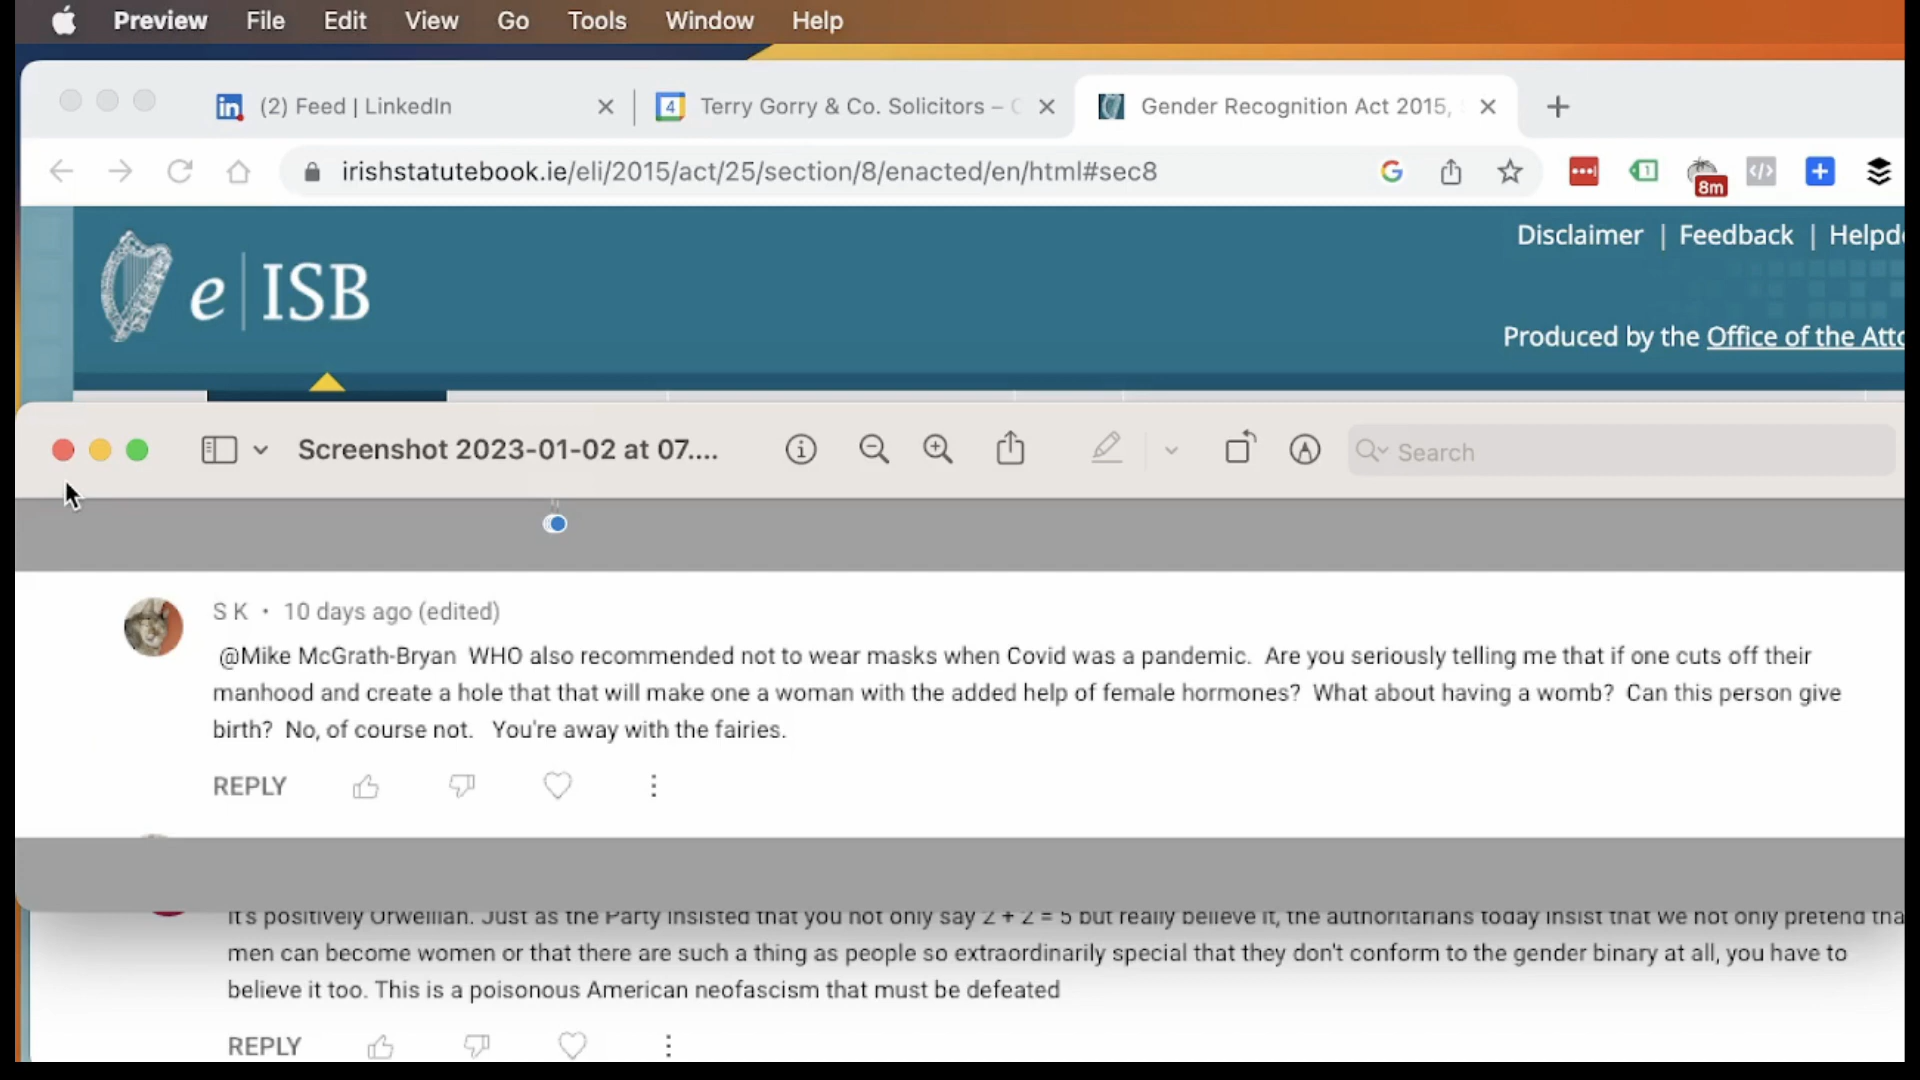 Preview File Edit View Go Tools Window Help
in (2) Feed | LinkedIn
4 Terry Gorry & Co. Solicitors –
Gender Recognition Act 2015,
irishstatutebook.ie/eli/2015/act/25/section/8/enacted/en/html#sec8
G
1
8m
Disclaimer | Feedback | Helpd
e ISB
Produced by the Office of the Atto
Screenshot 2023-01-02 at 07....
Search
S K • 10 days ago (edited)
@Mike McGrath-Bryan WHO also recommended not to wear masks when Covid was a pandemic. Are you seriously telling me that if one cuts off their
manhood and create a hole that that will make one a woman with the added help of female hormones? What about having a womb? Can this person give
birth? No, of course not. You're away with the fairies.
REPLY
It's positively Orwellian. Just as the Party insisted that you not only say 2 + 2 = 5 but really believe it, the authoritarians today insist that we not only pretend tha
men can become women or that there are such a thing as people so extraordinarily special that they don't conform to the gender binary at all, you have to
believe it too. This is a poisonous American neofascism that must be defeated
REPLY